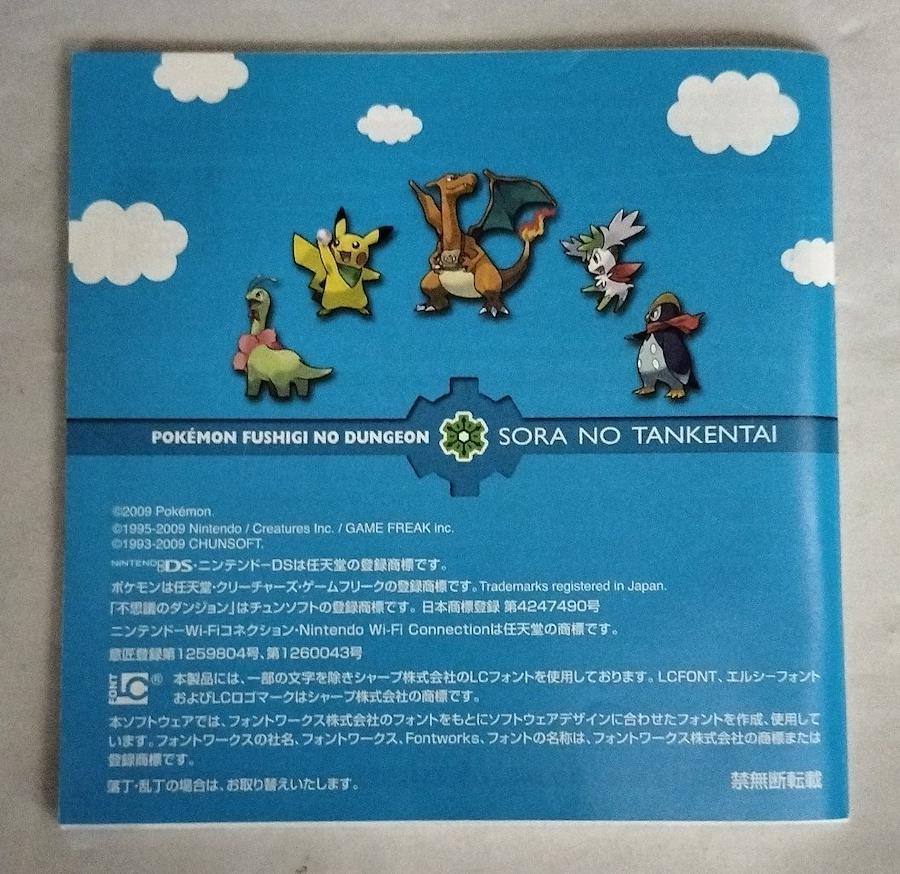 POKÉMON FUSHIGI NO DUNGEON SORA NO TANKENTAI
©2009 Pokémon.
©1995-2009 Nintendo / Creatures Inc. / GAME FREAK inc.
©1993-2009 CHUNSOFT.
NINTENDO DS・ニンテンドーDSは任天堂の登録商標です。
ポケモンは任天堂・クリーチャーズ・ゲームフリークの登録商標です。Trademarks registered in Japan.
「不思議のダンジョン」はチュンソフトの登録商標です。日本商標登録 第4247490号
ニンテンドーWi-Fiコネクション・Nintendo Wi-Fi Connectionは任天堂の商標です。
意匠登録第1259804号、第1260043号
LC FONT ® 本製品には、一部の文字を除きシャープ株式会社のLCフォントを使用しております。LCFONT、エルシーフォント
およびLCロゴマークはシャープ株式会社の商標です。
本ソフトウェアでは、フォントワークス株式会社のフォントをもとにソフトウェアデザインに合わせたフォントを作成、使用して
います。フォントワークスの社名、フォントワークス、Fontworks、フォントの名称は、フォントワークス株式会社の商標または
登録商標です。
落丁・乱丁の場合は、お取り替えいたします。 禁無断転載